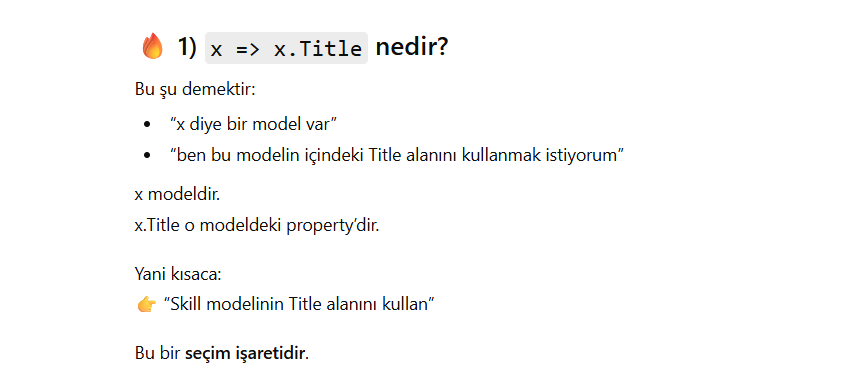 🔥 1) x => x.Title nedir?
Bu şu demektir:
• “x diye bir model var”
• “ben bu modelin içindeki Title alanını kullanmak istiyorum”
x modeldir.
x.Title o modeldeki property’dir.
Yani kısaca:
👉 “Skill modelinin Title alanını kullan”
Bu bir seçim işaretidir.